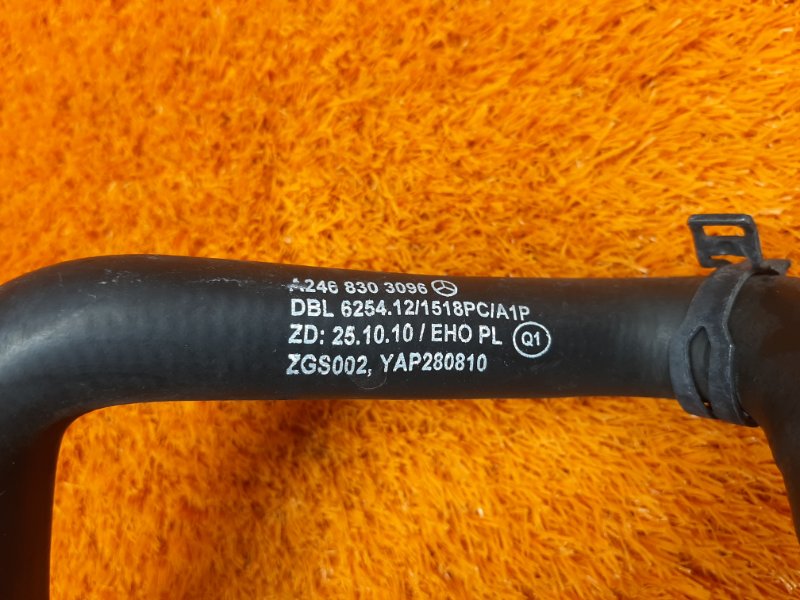 A246 830 3096
DBL 6254.12/1518PC/A1P
ZD: 25.10.10 / EHO PL Q1
ZGS002, YAP280810